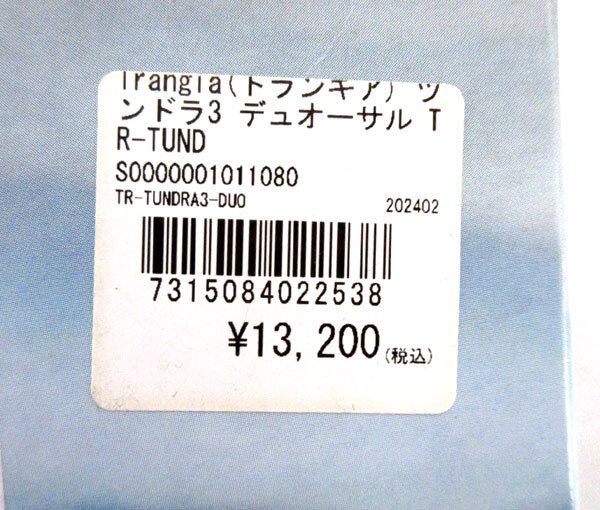 Trangia(トランギア) ツ
ンドラ3 デュオーサル T
R-TUND
S0000001011080
TR-TUNDRA3-DUO 202402
7315084022538
¥13,200(税込)